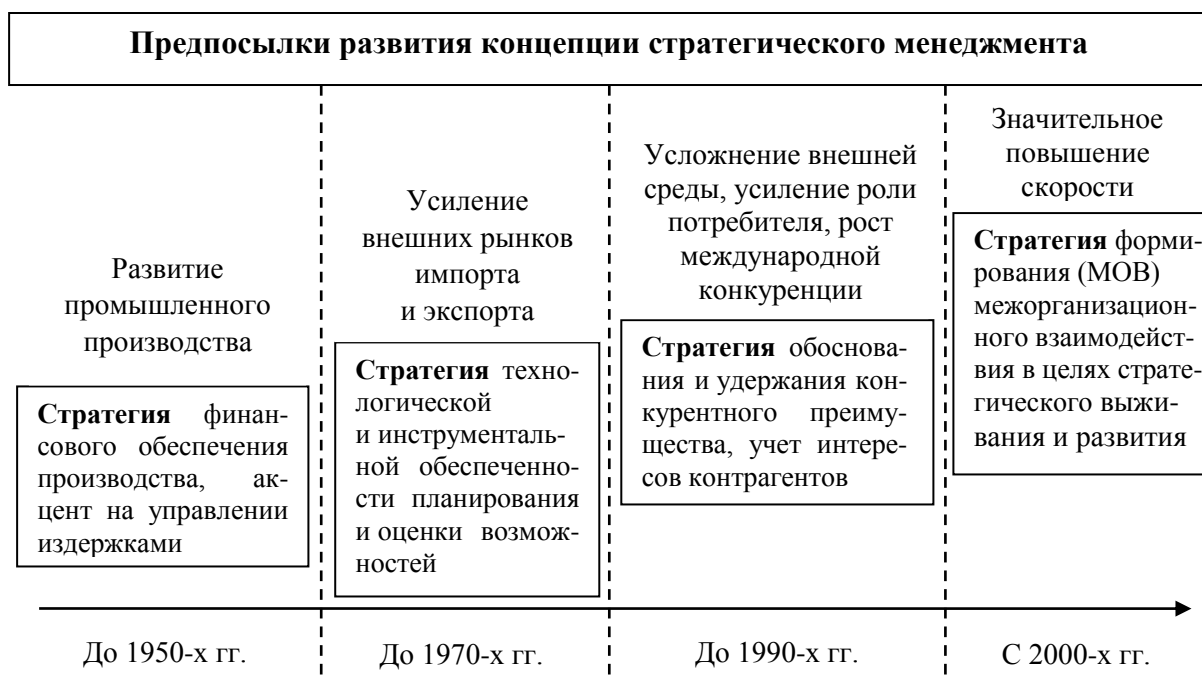 Предпосылки развития концепции стратегического менеджмента
Развитие
промышленного
производства
Стратегия финан-
сового обеспечения
производства, ак-
цент на управлении
издержками
До 1950-х гг.
Усиление
внешних рынков
импорта
и экспорта
Стратегия техно-
логической
и инструменталь-
ной обеспеченно-
сти планирования
и оценки возмож-
ностей
До 1970-х гг.
Усложнение внешней
среды, усиление роли
потребителя, рост
международной
конкуренции
Стратегия обоснова-
ния и удержания кон-
курентного преиму-
щества, учет интере-
сов контрагентов
До 1990-х гг.
Значительное
повышение
скорости
Стратегия форми-
рования (МОВ)
межорганизацион-
ного взаимодейст-
вия в целях страте-
гического выжи-
вания и развития
С 2000-х гг.